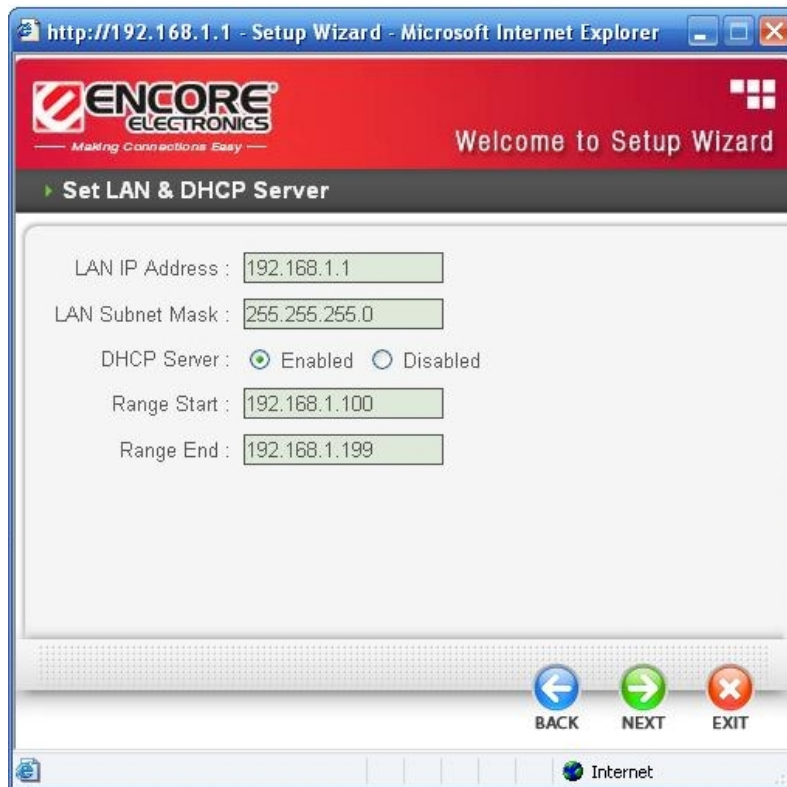 http://192.168.1.1 - Setup Wizard - Microsoft Internet Explorer
ENCORE
ELECTRONICS
Making Connections Easy
Welcome to Setup Wizard
Set LAN & DHCP Server
LAN IP Address : 192.168.1.1
LAN Subnet Mask : 255.255.255.0
DHCP Server : Enabled Disabled
Range Start : 192.168.1.100
Range End : 192.168.1.199
BACK NEXT EXIT
Internet